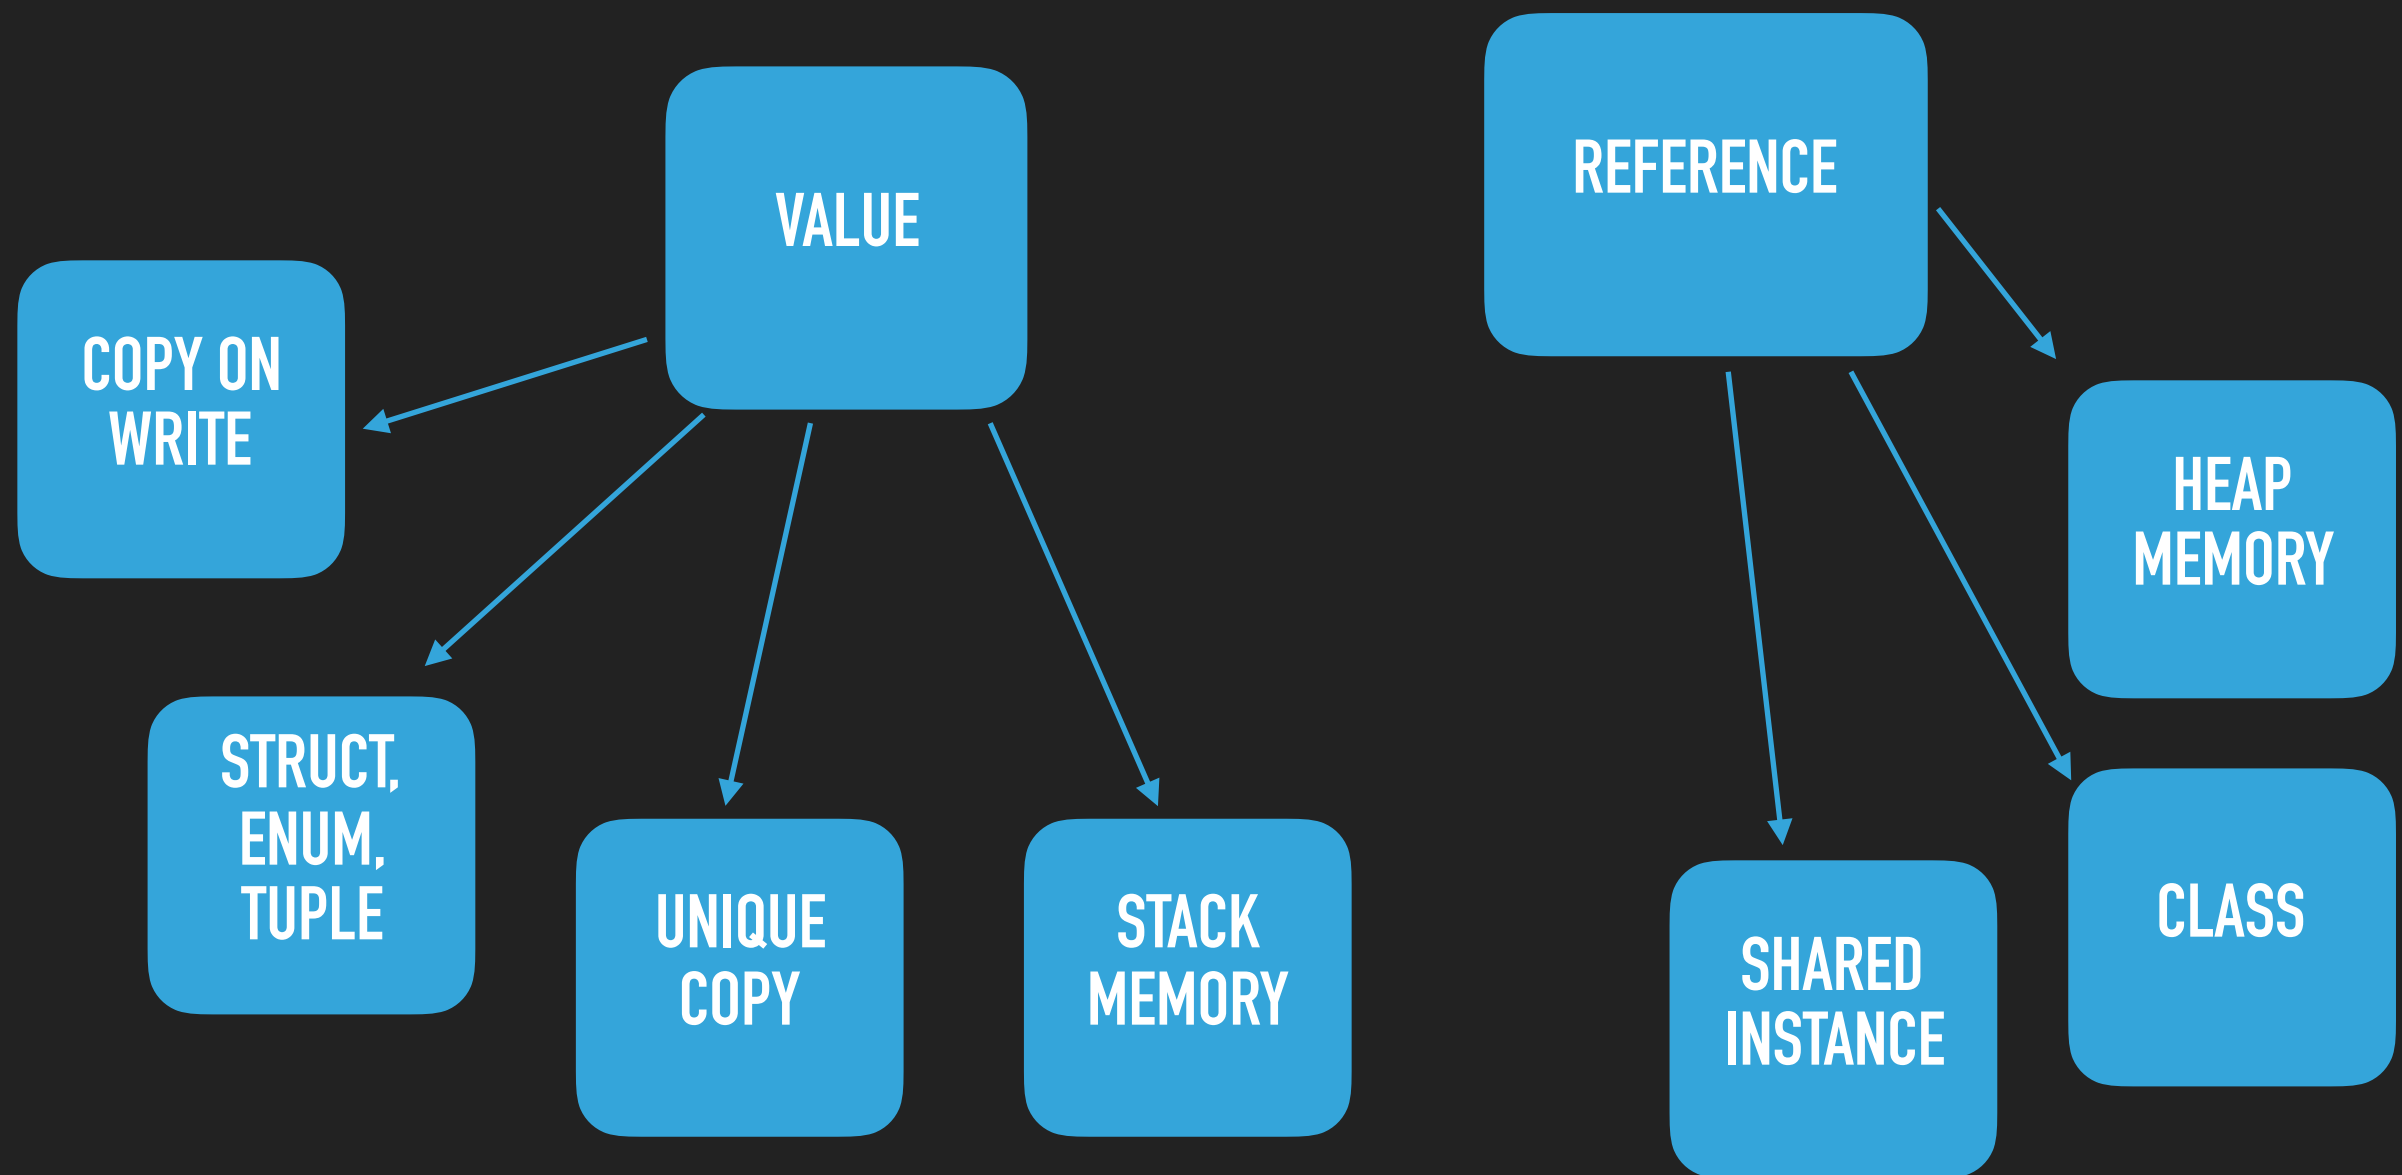 VALUE
REFERENCE
COPY ON
WRITE
HEAP
MEMORY
STRUCT,
ENUM,
TUPLE
UNIQUE
COPY
STACK
MEMORY
SHARED
INSTANCE
CLASS